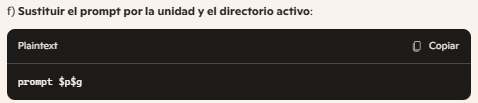 f) Sustituir el prompt por la unidad y el directorio activo:
Plaintext Copiar
prompt $p$g